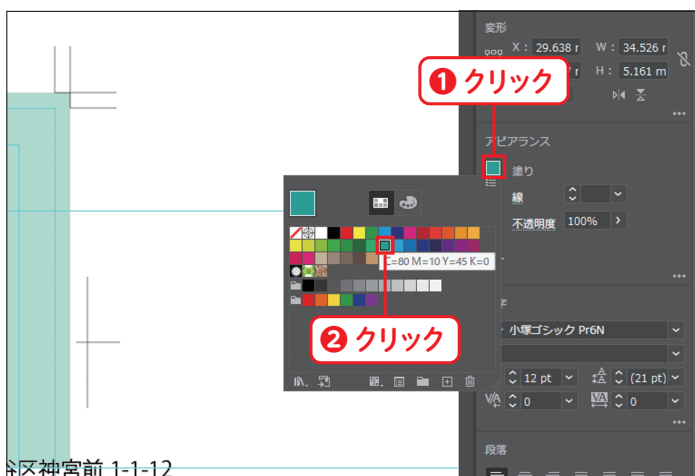 変形
X： 29.638 r W： 34.526 r
H： 5.161 m
❶ クリック
アピアランス
塗り
線
不透明度 100%
C=80 M=10 Y=45 K=0
字
小塚ゴシック Pr6N
❷ クリック
12 pt (21 pt)
0 0
段落
谷区神宮前 1-1-12